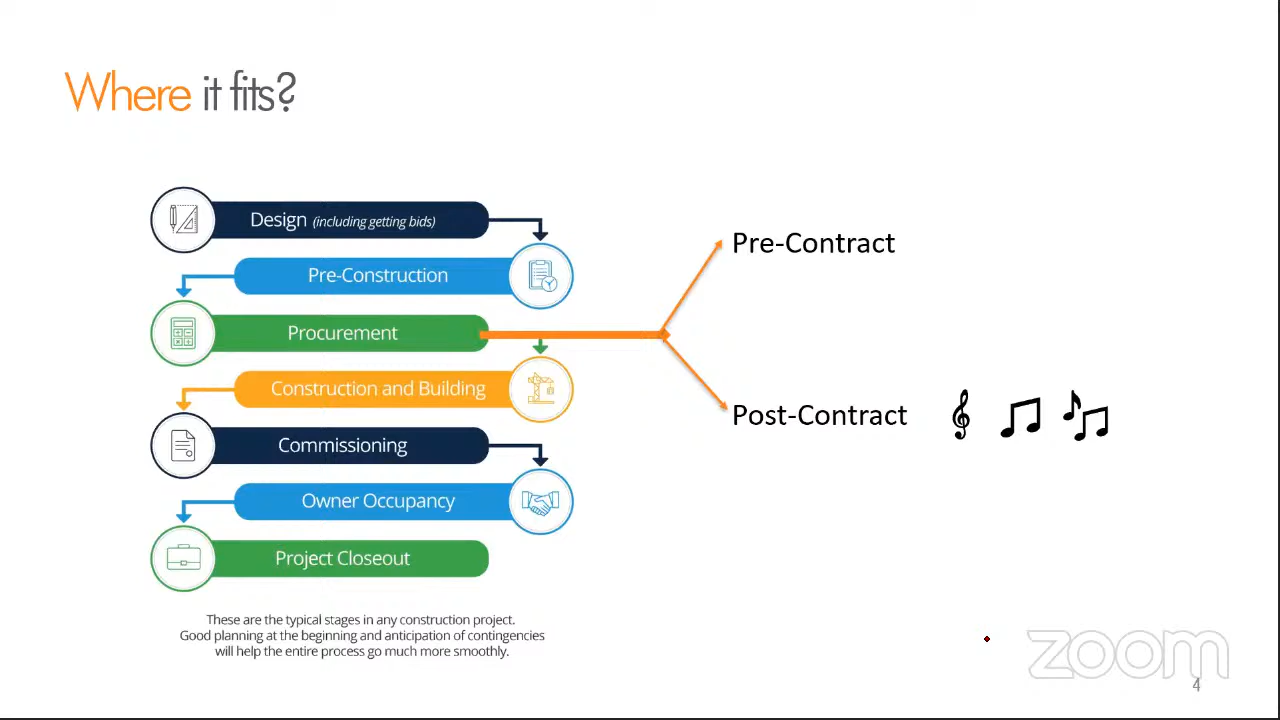 Where it fits?
Design (including getting bids)
Pre-Construction
Procurement
Construction and Building
Commissioning
Owner Occupancy
Project Closeout
These are the typical stages in any construction project.
Good planning at the beginning and anticipation of contingencies
will help the entire process go much more smoothly.
Pre-Contract
Post-Contract
zoom
4